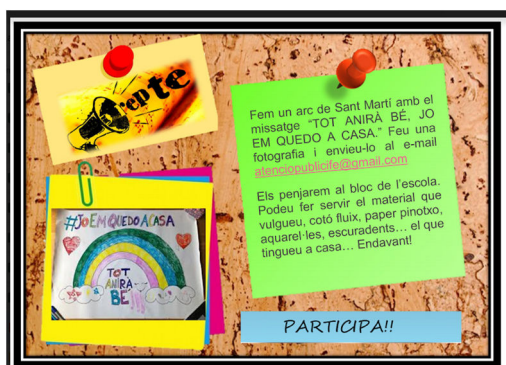 repte
Fem un arc de Sant Martí amb el
missatge "TOT ANIRÀ BÉ, JO
EM QUEDO A CASA." Feu una
fotografia i envieu-lo al e-mail
atenciopublicife@gmail.com
Els penjarem al bloc de l'escola.
Podeu fer servir el material que
vulgueu, cotó fluix, paper pinotxo,
aquarel·les, escuradents... el que
tingueu a casa... Endavant!
#JOEMQUEDOACASA
TOT
ANIRÀ
BÉ!!!
PARTICIPA!!